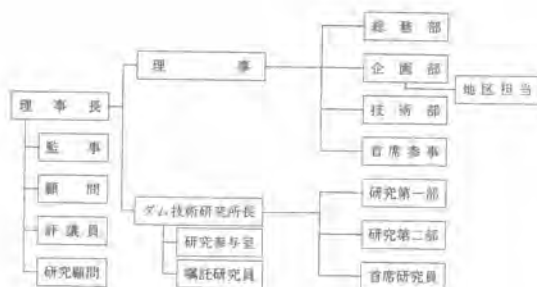 総務部
理事
企画部
地区担当
理事長
技術部
監事
首席参事
顧問
ダム技術研究所長
研究第一部
評議員
研究参与室
研究第二部
研究顧問
嘱託研究員
首席研究員